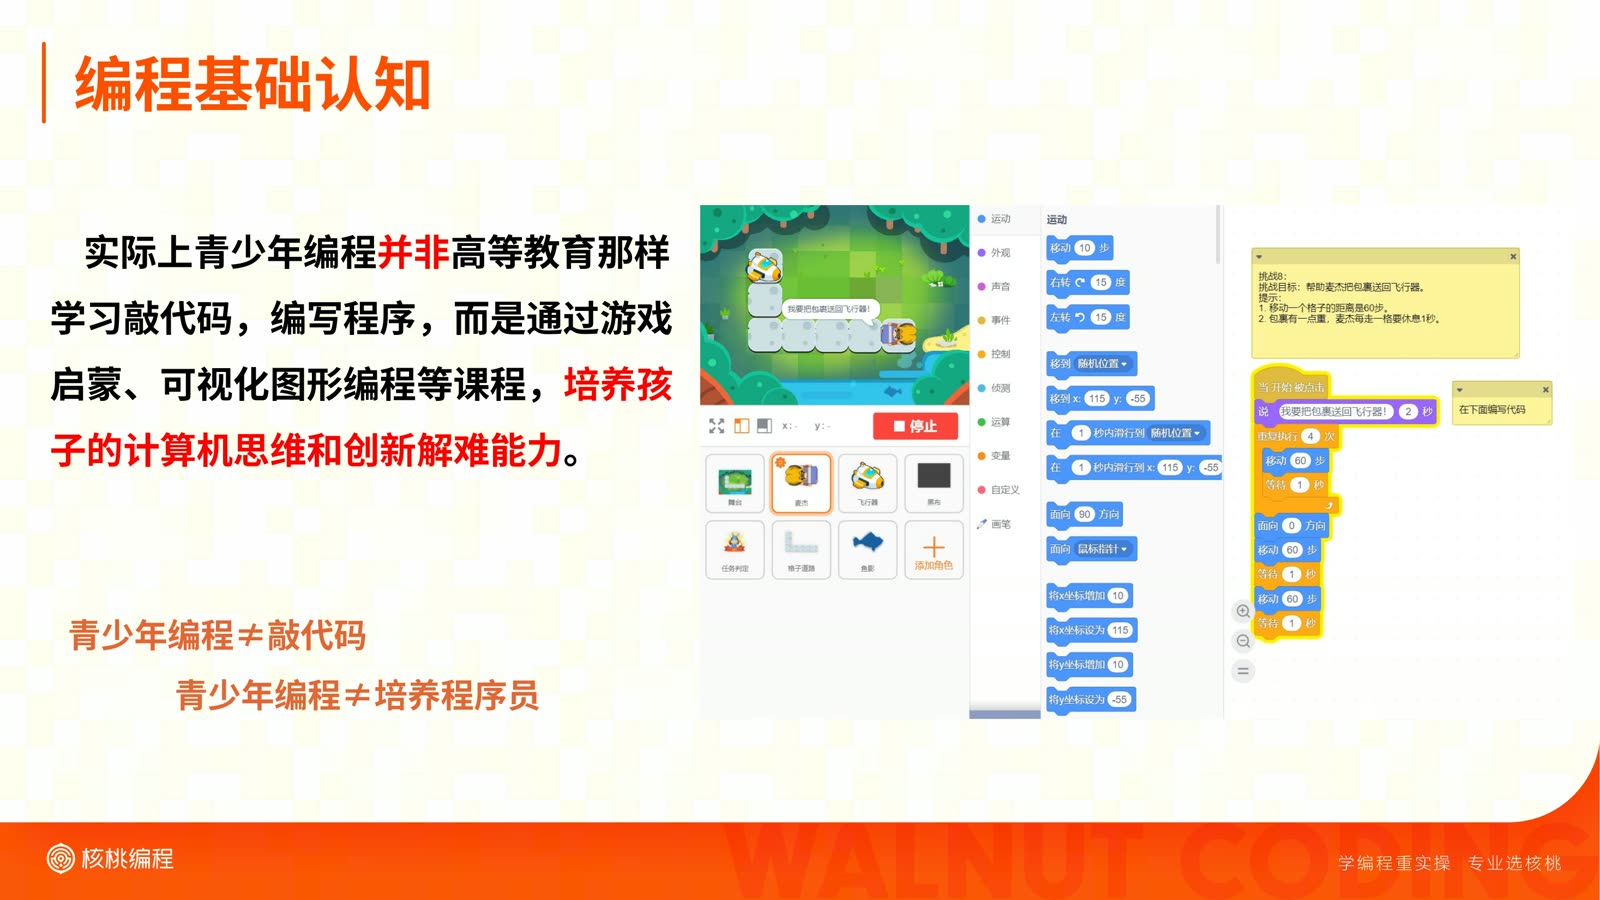 编程基础认知
实际上青少年编程并非高等教育那样
学习敲代码，编写程序，而是通过游戏
启蒙、可视化图形编程等课程，培养孩
子的计算机思维和创新解难能力。
青少年编程≠敲代码
青少年编程≠培养程序员
我要把包裹送回飞行器!
x:- y:-
停止
舞台
麦杰
飞行器
黑布
任务判定
格子道路
鱼影
添加角色
运动
外观
声音
事件
控制
侦测
运算
变量
自定义
画笔
运动
移动 10 步
右转 15 度
左转 15 度
移到 随机位置
移到 x: 115 y: -55
在 1 秒内滑行到 随机位置
在 1 秒内滑行到 x: 115 y: -55
面向 90 方向
面向 鼠标指针
将x坐标增加 10
将x坐标设为 115
将y坐标增加 10
将y坐标设为 -55
挑战8:
挑战目标：帮助麦杰把包裹送回飞行器。
提示:
1. 移动一个格子的距离是60步。
2. 包裹有一点重，麦杰每走一格要休息1秒。
当 开始 被点击
说 我要把包裹送回飞行器! 2 秒
重复执行 4 次
移动 60 步
等待 1 秒
面向 0 方向
移动 60 步
等待 1 秒
移动 60 步
等待 1 秒
在下面编写代码
核桃编程
WALNUT CODING
学编程重实操 专业选核桃